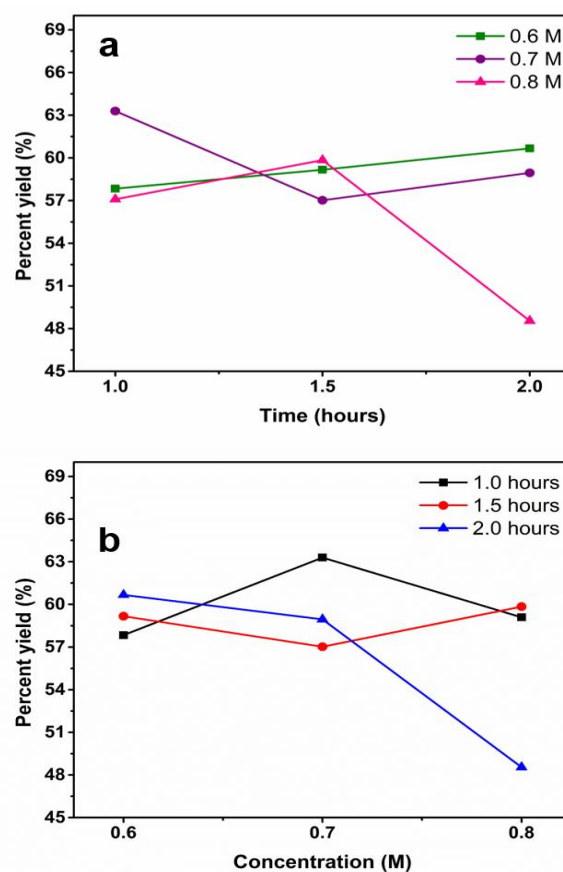 a
0.6 M
0.7 M
0.8 M
Percent yield (%)
69
66
63
60
57
54
51
48
45
1.0
1.5
2.0
Time (hours)
b
1.0 hours
1.5 hours
2.0 hours
Percent yield (%)
69
66
63
60
57
54
51
48
45
0.6
0.7
0.8
Concentration (M)